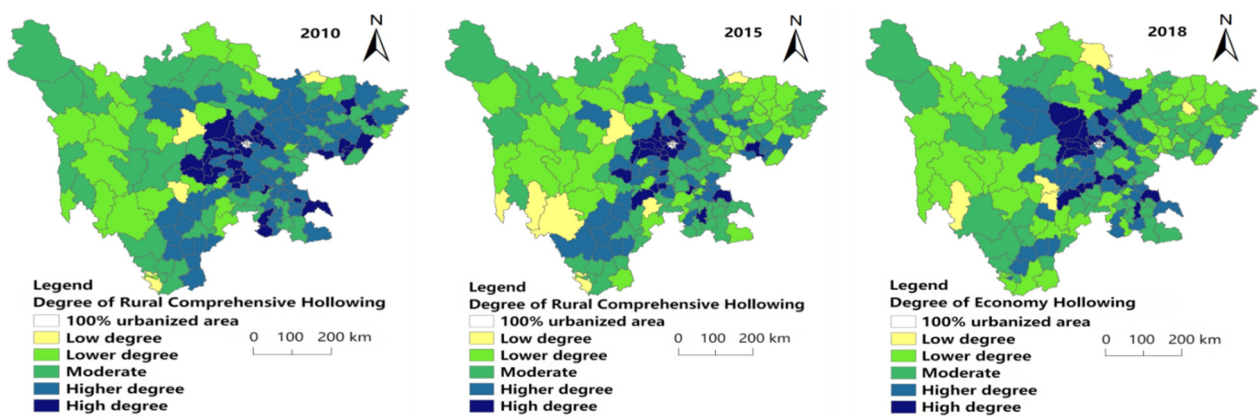 2010
N
Legend
Degree of Rural Comprehensive Hollowing
100% urbanized area
Low degree
Lower degree
Moderate
Higher degree
High degree
0 100 200 km
2015
N
Legend
Degree of Rural Comprehensive Hollowing
100% urbanized area
Low degree
Lower degree
Moderate
Higher degree
High degree
0 100 200 km
2018
N
Legend
Degree of Economy Hollowing
100% urbanized area
Low degree
Lower degree
Moderate
Higher degree
High degree
0 100 200 km